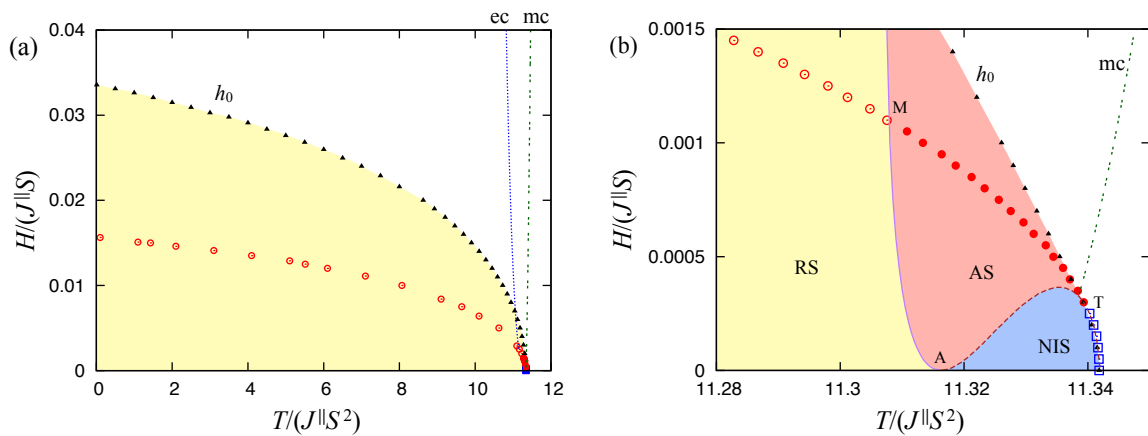 ec mc
(a)
0.04
0.03
0.02
0.01
0
h₀
H/(J∥S)
0 2 4 6 8 10 12
T/(J∥S²)
(b)
0.0015
0.001
0.0005
0
h₀
mc
M
RS
AS
T
A
NIS
H/(J∥S)
11.28 11.3 11.32 11.34
T/(J∥S²)